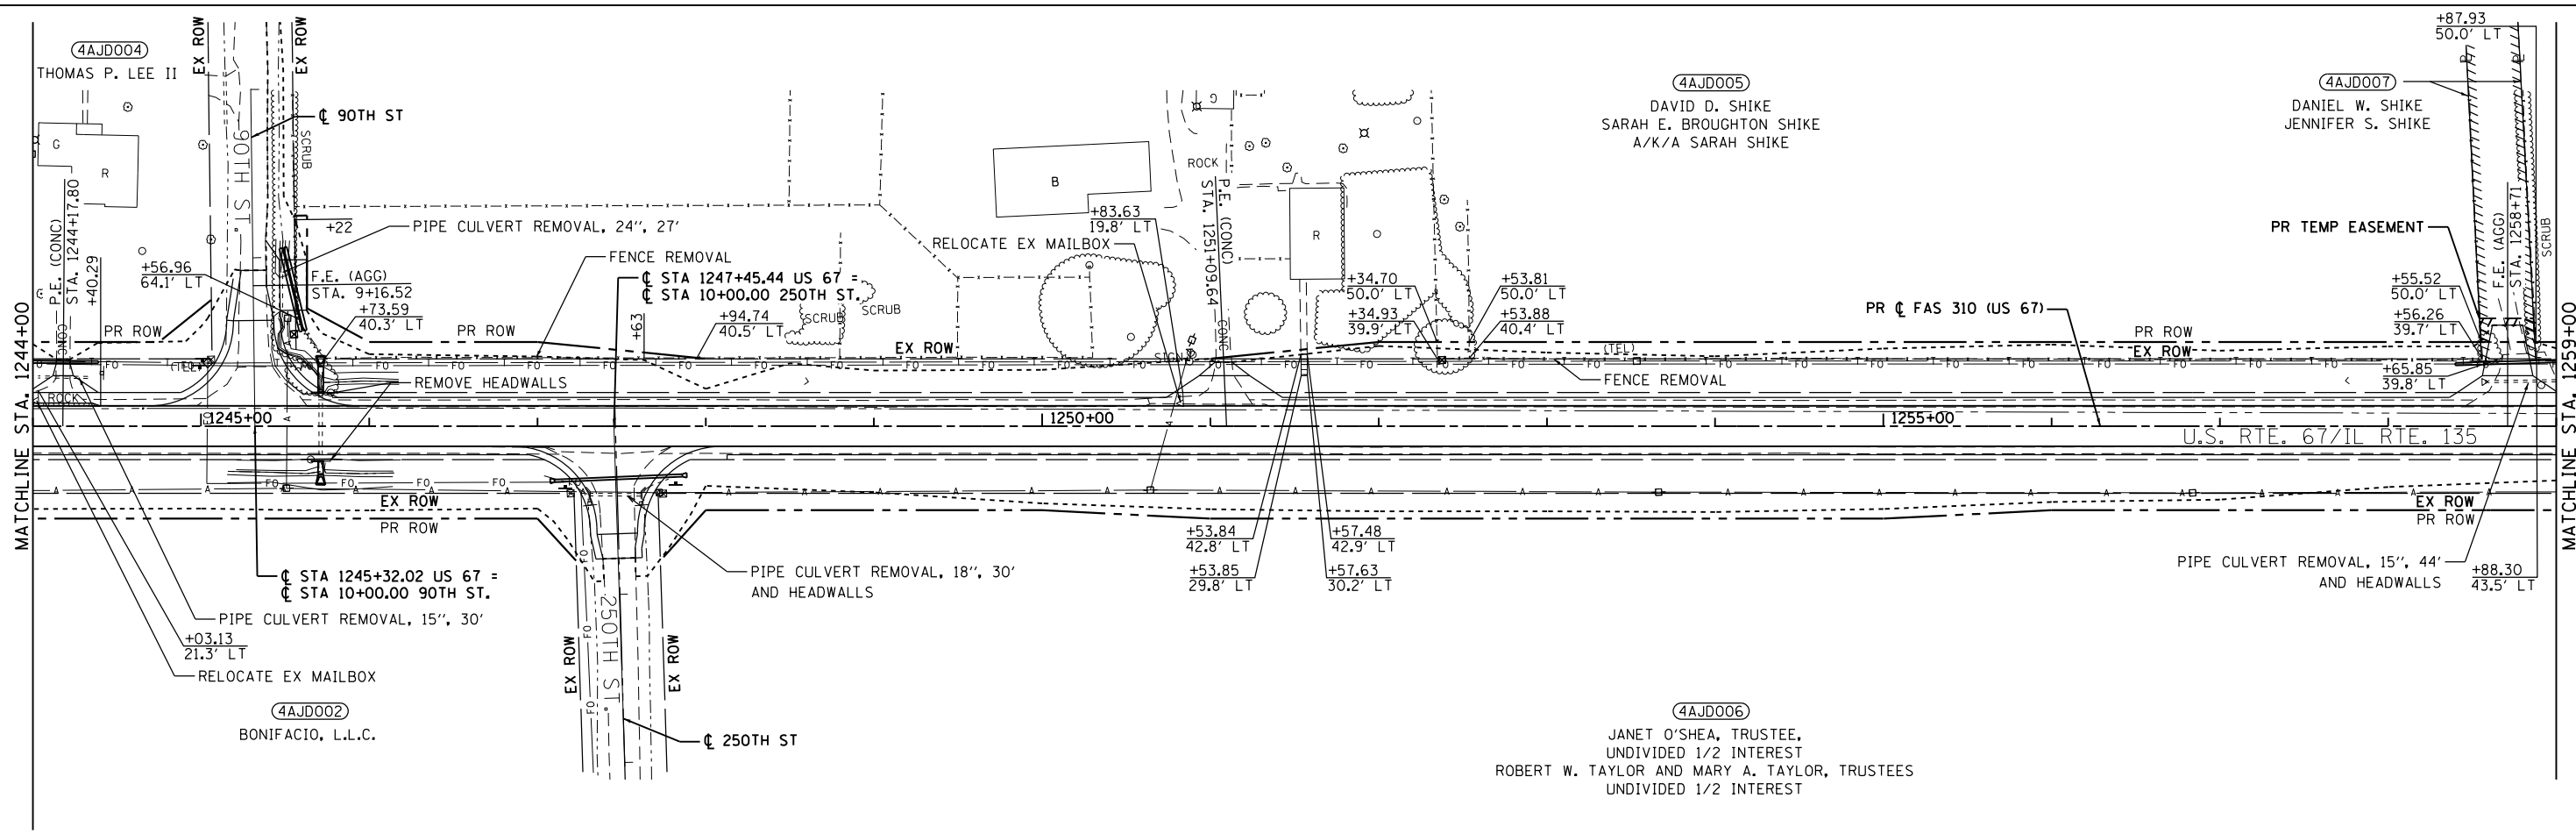 MATCHLINE STA. 1244+00
4AJD004
THOMAS P. LEE II
EX ROW
EX ROW
℄ 90TH ST
90TH ST.
SCRUB
G
R
P.E. (CONC)
STA. 1244+17.80
+40.29
+56.96
64.1' LT
+22
PIPE CULVERT REMOVAL, 24", 27'
F.E. (AGG)
STA. 9+16.52
+73.59
40.3' LT
PR ROW
PR ROW
FENCE REMOVAL
℄ STA 1247+45.44 US 67 =
℄ STA 10+00.00 250TH ST.
+63
+94.74
40.5' LT
SCRUB
SCRUB
EX ROW
B
+83.63
19.8' LT
RELOCATE EX MAILBOX
ROCK
P.E. (CONC)
STA. 1251+09.64
G
R
SIGN
CONC
CONC
ROCK
REMOVE HEADWALLS
+34.70
50.0' LT
+34.93
39.9' LT
+53.81
50.0' LT
+53.88
40.4' LT
4AJD005
DAVID D. SHIKE
SARAH E. BROUGHTON SHIKE
A/K/A SARAH SHIKE
4AJD007
DANIEL W. SHIKE
JENNIFER S. SHIKE
+87.93
50.0' LT
PR TEMP EASEMENT
F.E. (AGG)
STA. 1258+71
SCRUB
+55.52
50.0' LT
+56.26
39.7' LT
+65.85
39.8' LT
PR ℄ FAS 310 (US 67)
PR ROW
EX ROW
(TEL)
(TEL)
FENCE REMOVAL
FO
1245+00
1250+00
1255+00
U.S. RTE. 67/IL RTE. 135
MATCHLINE STA. 1259+00
EX ROW
PR ROW
EX ROW
PR ROW
℄ STA 1245+32.02 US 67 =
℄ STA 10+00.00 90TH ST.
PIPE CULVERT REMOVAL, 15", 30'
+03.13
21.3' LT
RELOCATE EX MAILBOX
4AJD002
BONIFACIO, L.L.C.
EX ROW
EX ROW
250TH ST.
℄ 250TH ST
PIPE CULVERT REMOVAL, 18", 30'
AND HEADWALLS
+53.84
42.8' LT
+53.85
29.8' LT
+57.48
42.9' LT
+57.63
30.2' LT
4AJD006
JANET O'SHEA, TRUSTEE,
UNDIVIDED 1/2 INTEREST
ROBERT W. TAYLOR AND MARY A. TAYLOR, TRUSTEES
UNDIVIDED 1/2 INTEREST
PIPE CULVERT REMOVAL, 15", 44'
AND HEADWALLS
+88.30
43.5' LT